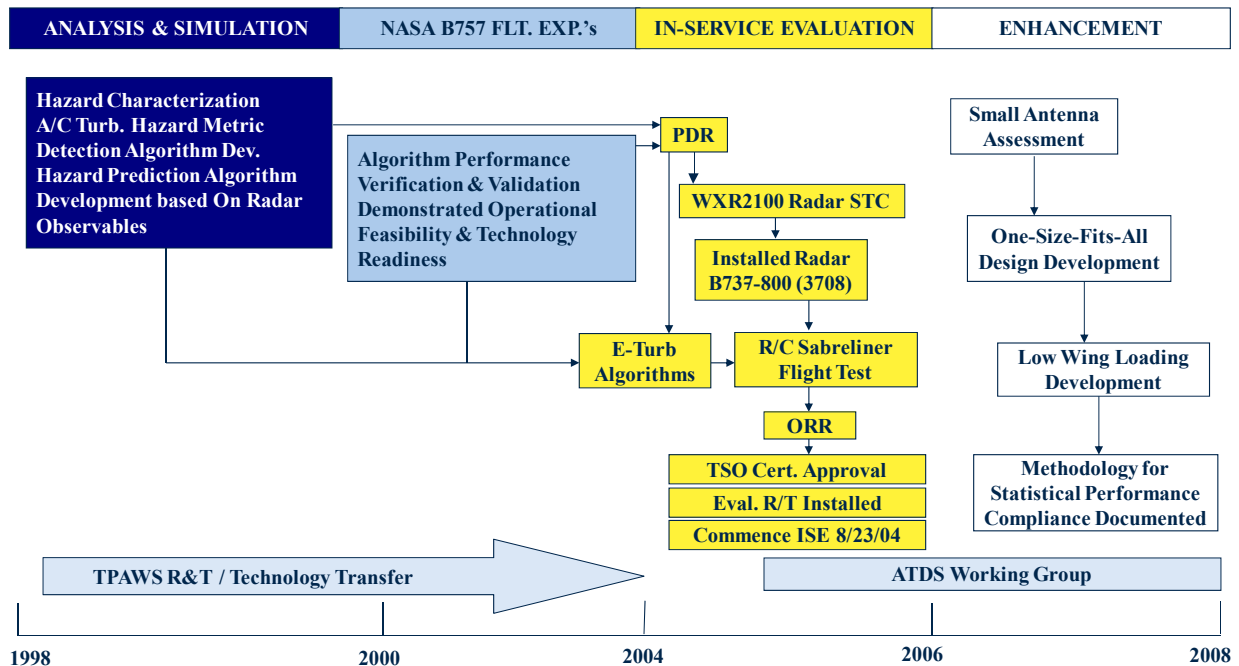 ANALYSIS & SIMULATION
NASA B757 FLT. EXP.'s
IN-SERVICE EVALUATION
ENHANCEMENT
Hazard Characterization
A/C Turb. Hazard Metric
Detection Algorithm Dev.
Hazard Prediction Algorithm
Development based On Radar
Observables
Algorithm Performance
Verification & Validation
Demonstrated Operational
Feasibility & Technology
Readiness
PDR
WXR2100 Radar STC
Installed Radar
B737-800 (3708)
E-Turb
Algorithms
R/C Sabreliner
Flight Test
ORR
TSO Cert. Approval
Eval. R/T Installed
Commence ISE 8/23/04
Small Antenna
Assessment
One-Size-Fits-All
Design Development
Low Wing Loading
Development
Methodology for
Statistical Performance
Compliance Documented
TPAWS R&T / Technology Transfer
ATDS Working Group
1998
2000
2004
2006
2008